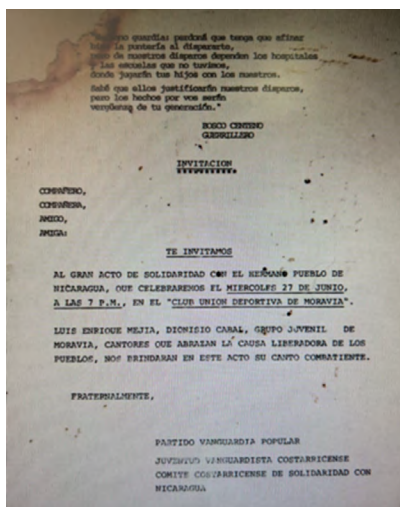 guardia: perdoná que tenga que afinar
la puntería al dispararte,
de nuestros disparos dependen los hospitales
y las escuelas que no tuvimos,
donde jugarán tus hijos con los nuestros.
Sabé que ellos justificarán nuestros disparos,
pero los hechos por vos serán
vergüenza de tu generación."
BOSCO CENTENO
GUERRILLERO
INVITACION
COMPAÑERO,
COMPAÑERA,
AMIGO,
AMIGA:
TE INVITAMOS
AL GRAN ACTO DE SOLIDARIDAD CON EL HERMANO PUEBLO DE
NICARAGUA, QUE CELEBRAREMOS EL MIERCOLES 27 DE JUNIO,
A LAS 7 P.M., EN EL "CLUB UNION DEPORTIVA DE MORAVIA".
LUIS ENRIQUE MEJIA, DIONISIO CABAL, GRUPO JUVENIL DE
MORAVIA, CANTORES QUE ABRAZAN LA CAUSA LIBERADORA DE LOS
PUEBLOS, NOS BRINDARAN EN ESTE ACTO SU CANTO COMBATIENTE.
FRATERNALMENTE,
PARTIDO VANGUARDIA POPULAR
JUVENTUD VANGUARDISTA COSTARRICENSE
COMITE COSTARRICENSE DE SOLIDARIDAD CON
NICARAGUA